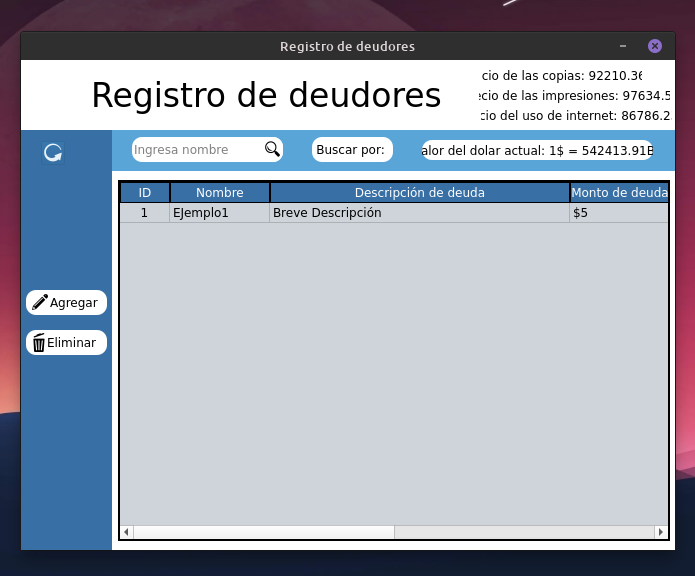 Registro de deudores
Registro de deudores
cio de las copias: 92210.36
cio de las impresiones: 97634.5
cio del uso de internet: 86786.2
Ingresa nombre
Buscar por:
alor del dolar actual: 1$ = 542413.91B
ID Nombre Descripción de deuda Monto de deuda
1 EJemplo1 Breve Descripción $5
Agregar
Eliminar